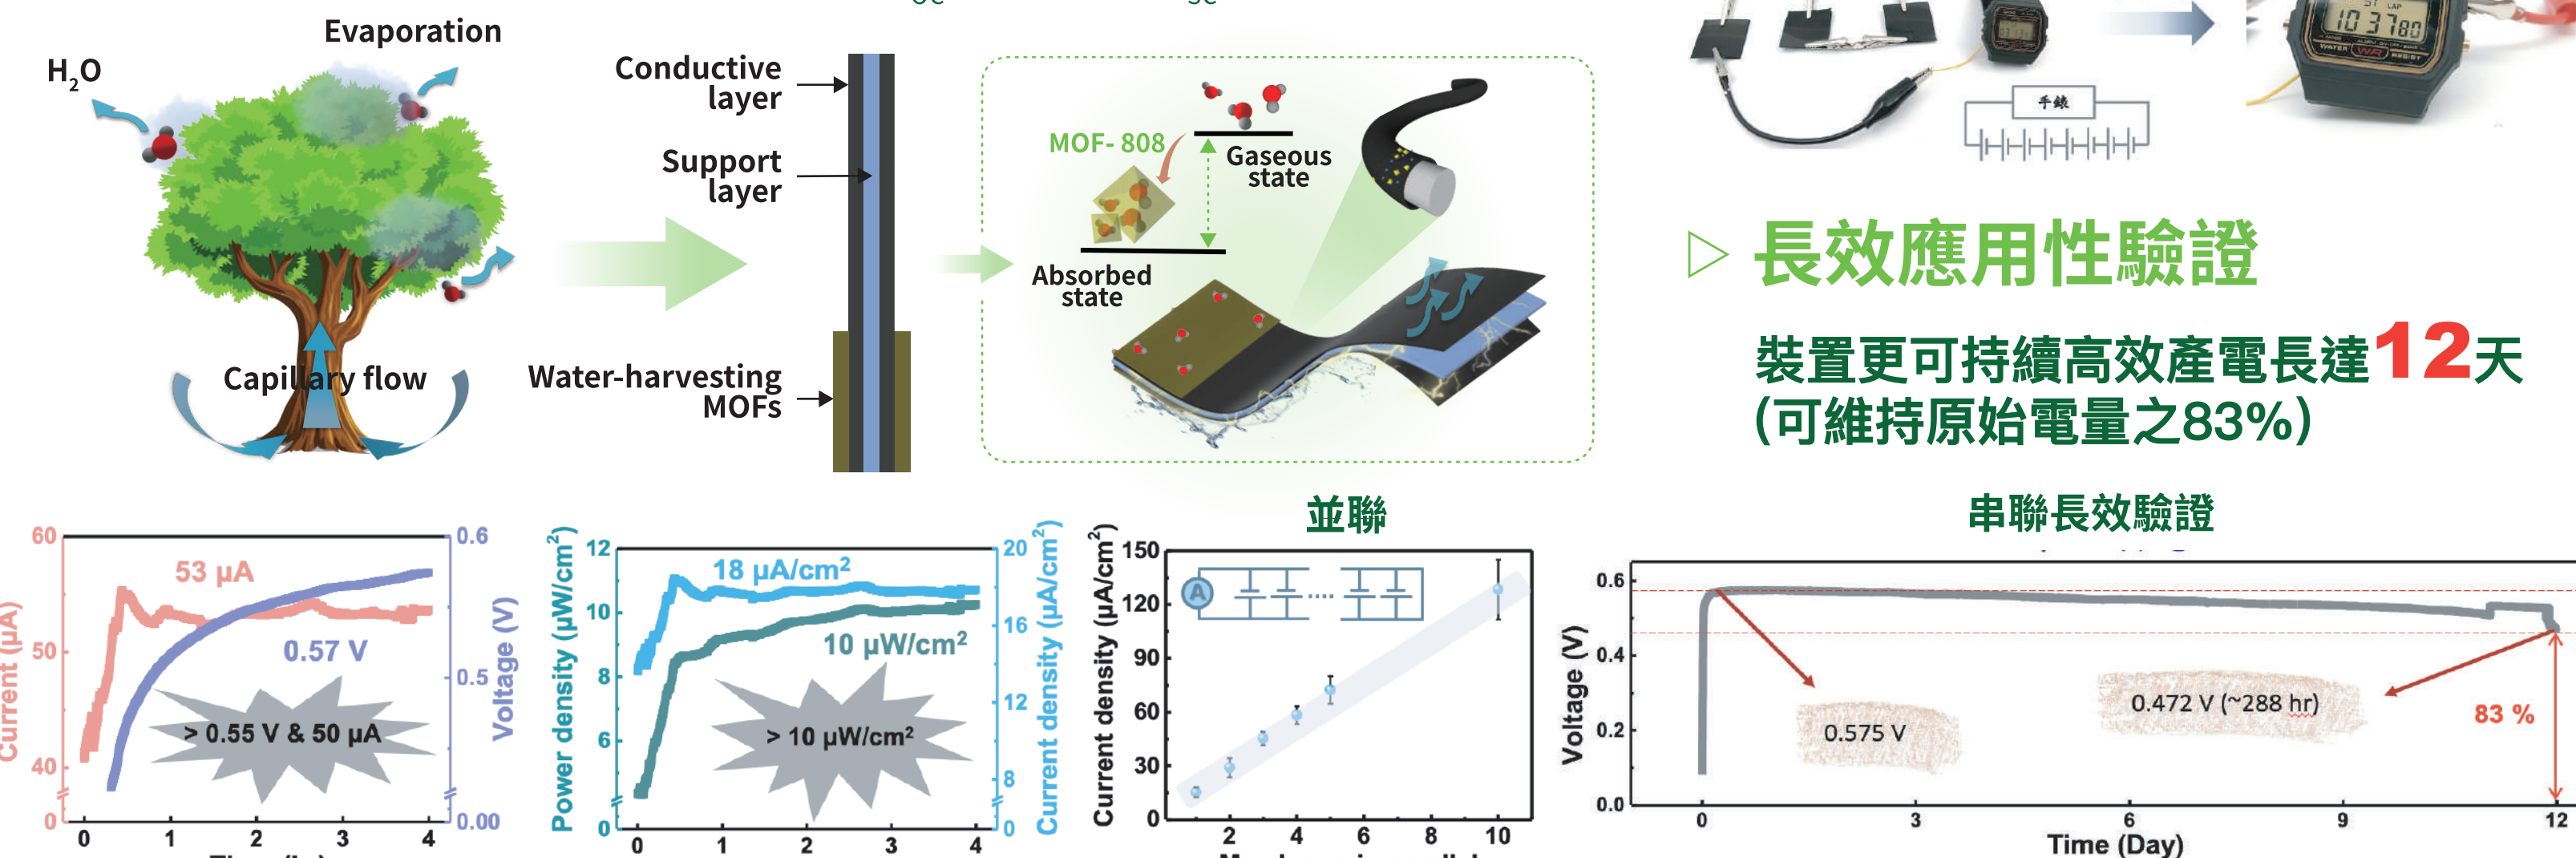 Evaporation
H₂O
Capillary flow
Conductive
layer
Support
layer
Water-harvesting
MOFs
MOF- 808
Gaseous
state
Absorbed
state
手錶
10 37 80
長效應用性驗證
裝置更可持續高效產電長達12天
(可維持原始電量之83%)
60
50
40
0
Current (µA)
53 µA
0.57 V
> 0.55 V & 50 µA
0.6
0.5
0.00
Voltage (V)
0 1 2 3 4
Power density (µW/cm²)
12
10
8
6
0
18 µA/cm²
10 µW/cm²
> 10 µW/cm²
20
16
12
8
0
Current density (µA/cm²)
0 1 2 3 4
並聯
Current density (µA/cm²)
150
120
90
60
30
0
A
2 4 6 8 10
串聯長效驗證
Voltage (V)
0.6
0.4
0.2
0.0
0.575 V
0.472 V (~288 hr)
83 %
0 3 6 9 12
Time (Day)